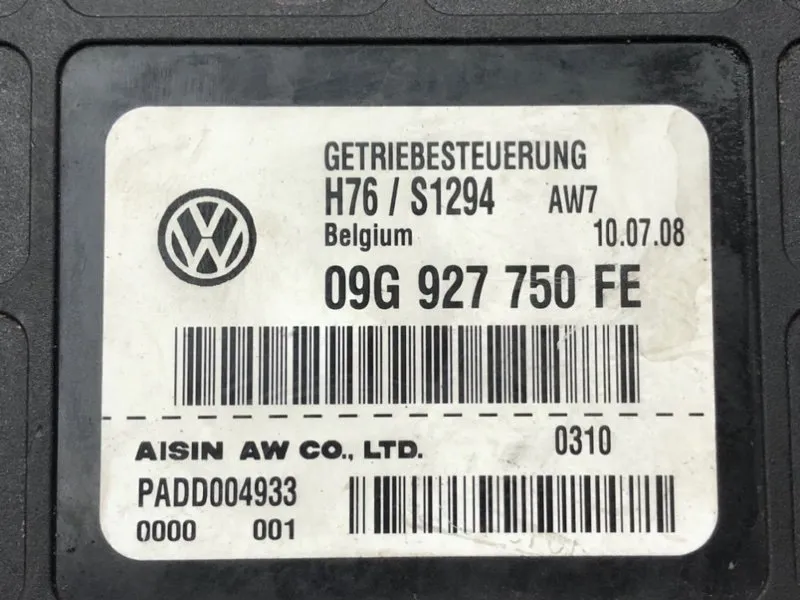 GETRIEBESTEUERUNG
H76 / S1294 AW7
Belgium 10.07.08
09G 927 750 FE
AISIN AW CO., LTD. 0310
PADD004933
0000 001